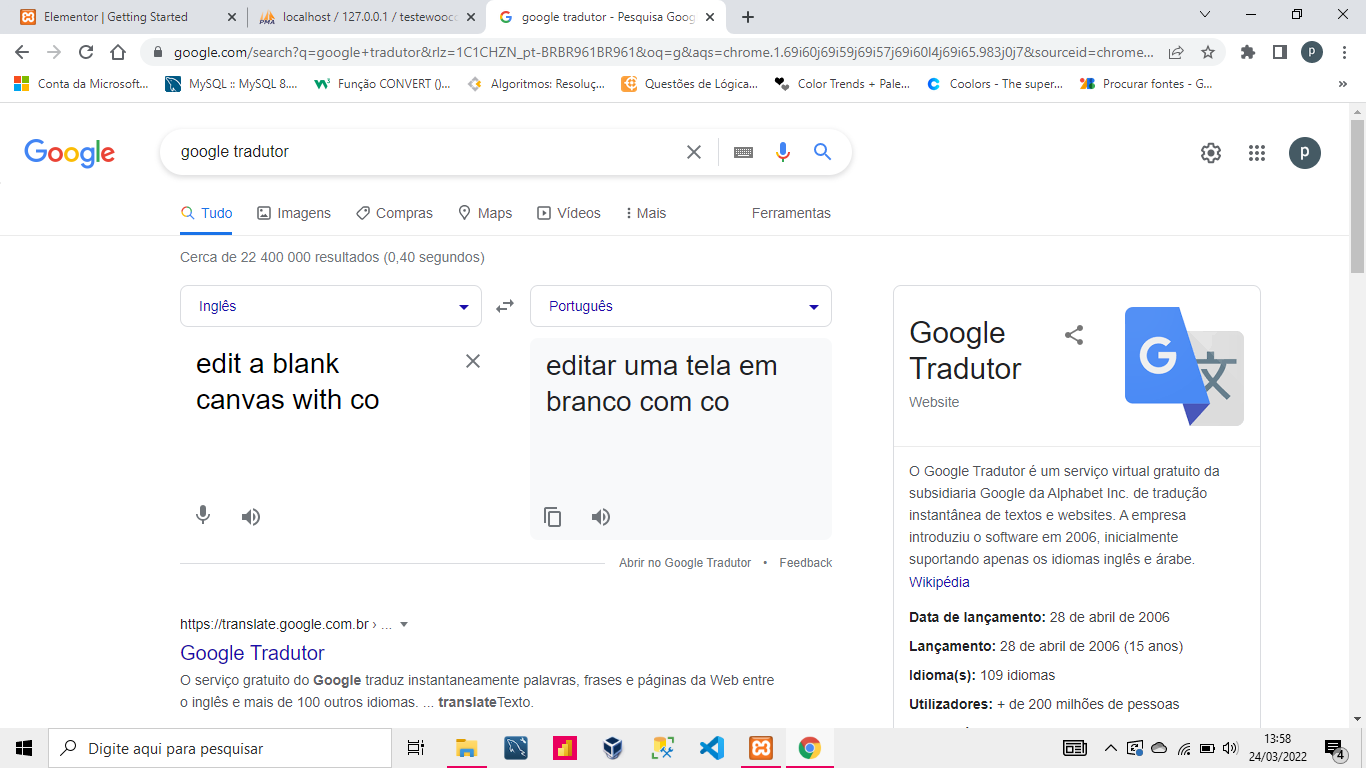 Elementor | Getting Started
localhost / 127.0.0.1 / testewooco
google tradutor - Pesquisa Goog
google.com/search?q=google+tradutor&rlz=1C1CHZN_pt-BRBR961BR961&oq=g&aqs=chrome.1.69i60j69i59j69i57j69i60l4j69i65.983j0j7&sourceid=chrome...
P
Conta da Microsoft...
MySQL :: MySQL 8....
Função CONVERT ()...
Algoritmos: Resoluç...
Questões de Lógica...
Color Trends + Pale...
Coolors - The super...
Procurar fontes - G...
»
Google
google tradutor
P
Tudo
Imagens
Compras
Maps
Vídeos
Mais
Ferramentas
Cerca de 22 400 000 resultados (0,40 segundos)
Inglês
Português
edit a blank
canvas with co
editar uma tela em
branco com co
Abrir no Google Tradutor • Feedback
https://translate.google.com.br › ...
Google Tradutor
O serviço gratuito do Google traduz instantaneamente palavras, frases e páginas da Web entre
o inglês e mais de 100 outros idiomas. ... translateTexto.
Google
Tradutor
Website
G 文
O Google Tradutor é um serviço virtual gratuito da
subsidiaria Google da Alphabet Inc. de tradução
instantânea de textos e websites. A empresa
introduziu o software em 2006, inicialmente
suportando apenas os idiomas inglês e árabe.
Wikipédia
Data de lançamento: 28 de abril de 2006
Lançamento: 28 de abril de 2006 (15 anos)
Idioma(s): 109 idiomas
Utilizadores: + de 200 milhões de pessoas
Digite aqui para pesquisar
13:58
24/03/2022
4